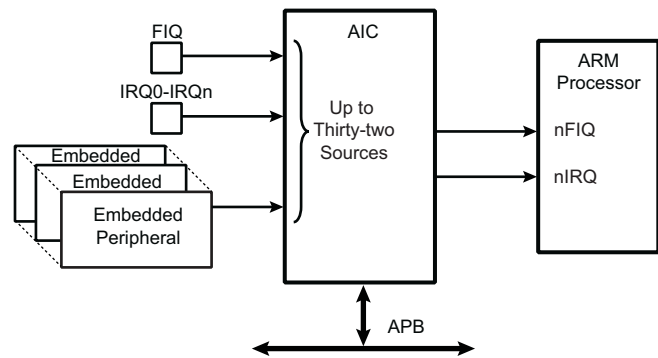 FIQ
IRQ0-IRQn
Embedded
Embedded
Embedded
Peripheral
AIC
Up to
Thirty-two
Sources
ARM
Processor
nFIQ
nIRQ
APB